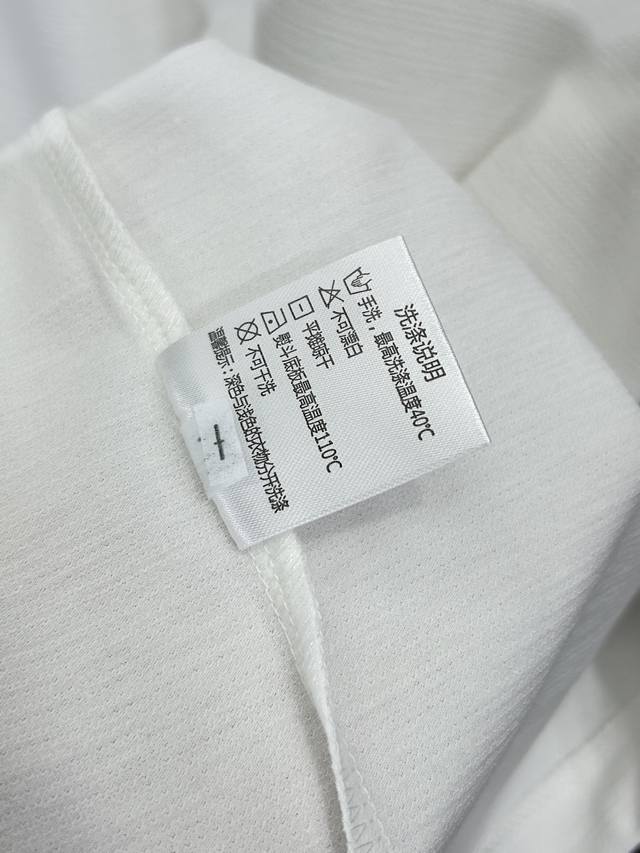 洗涤说明
手洗，最高洗涤温度40℃
不可漂白
平摊晾干
熨斗底板最高温度110℃
不可干洗
温馨提示：深色与浅色的衣物分开洗涤